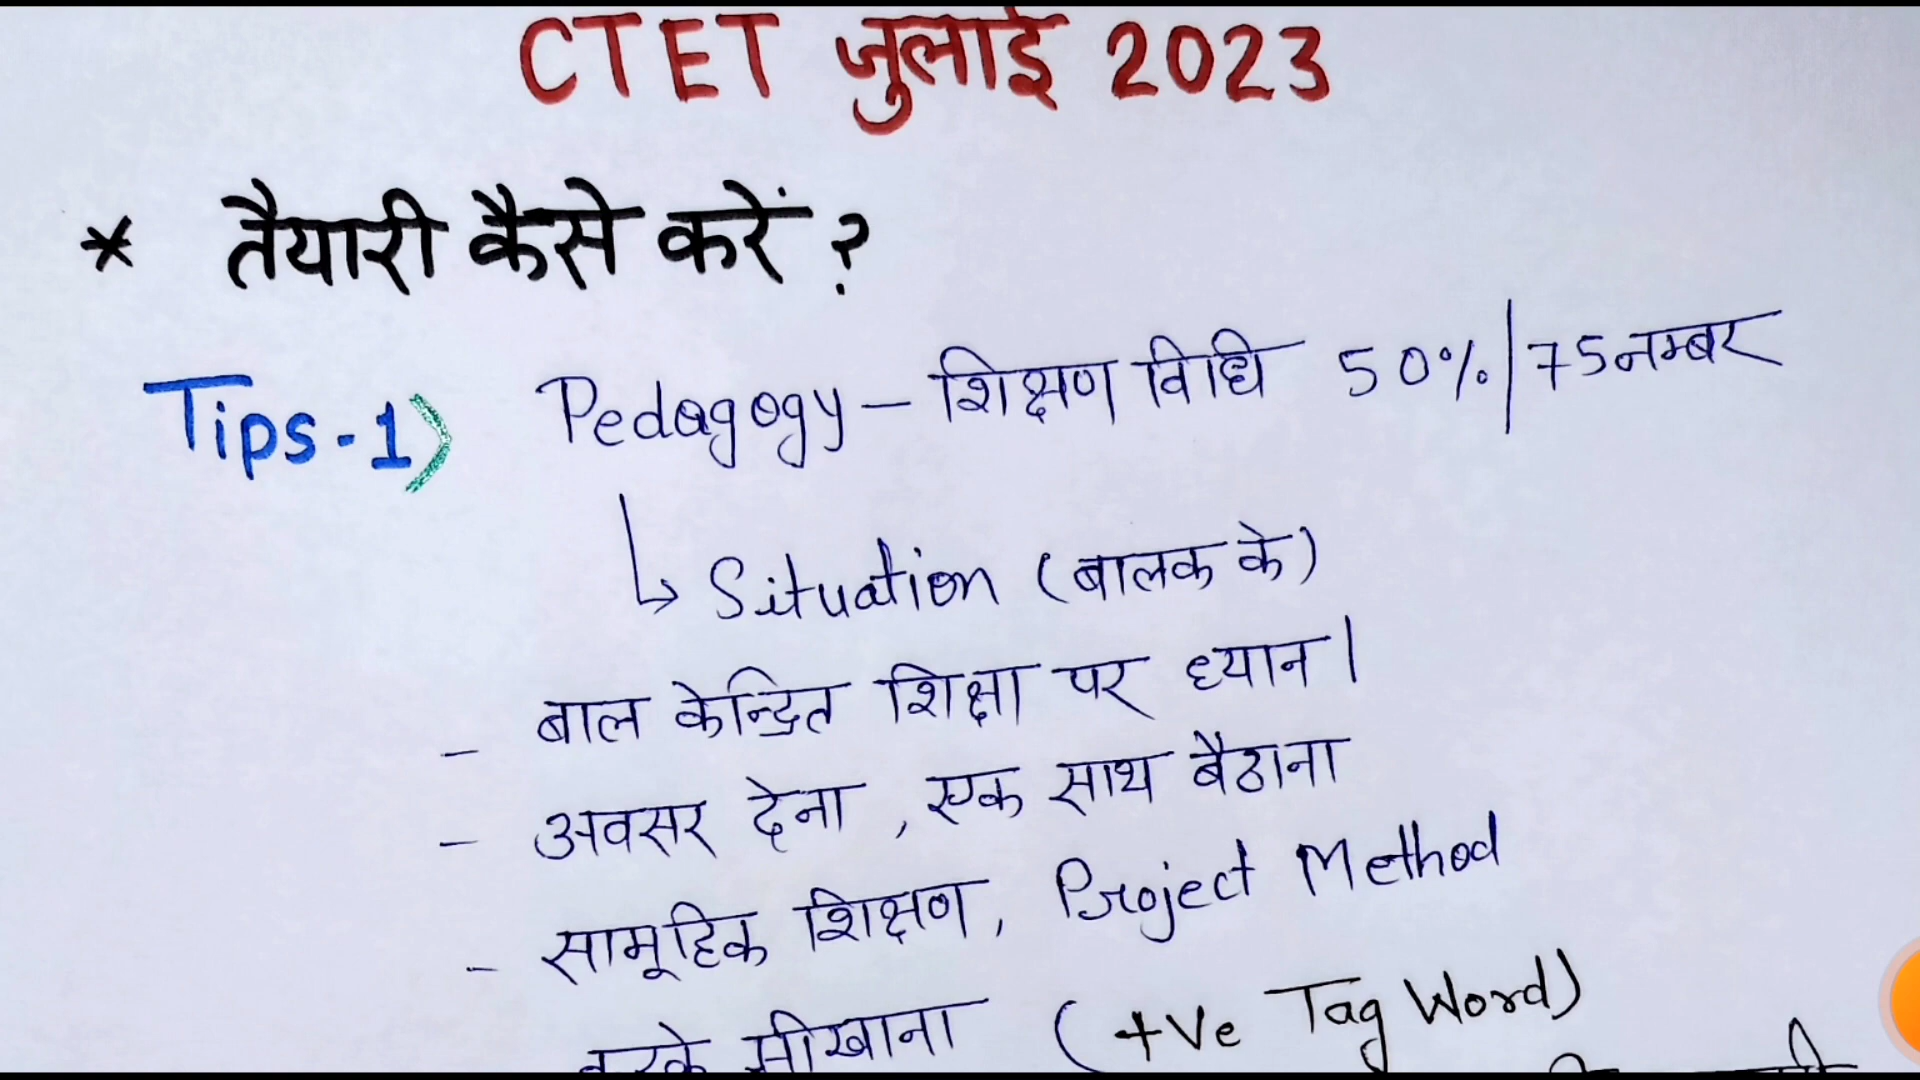 CTET जुलाई 2023
* तैयारी कैसे करें ?
Tips-1) Pedagogy – शिक्षण विधि 50% | 75 नम्बर
↳ Situation (बालक के)
- बाल केन्द्रित शिक्षा पर ध्यान।
- अवसर देना, एक साथ बैठाना
- सामूहिक शिक्षण, Project Method
करके सीखाना (+Ve Tag Word)